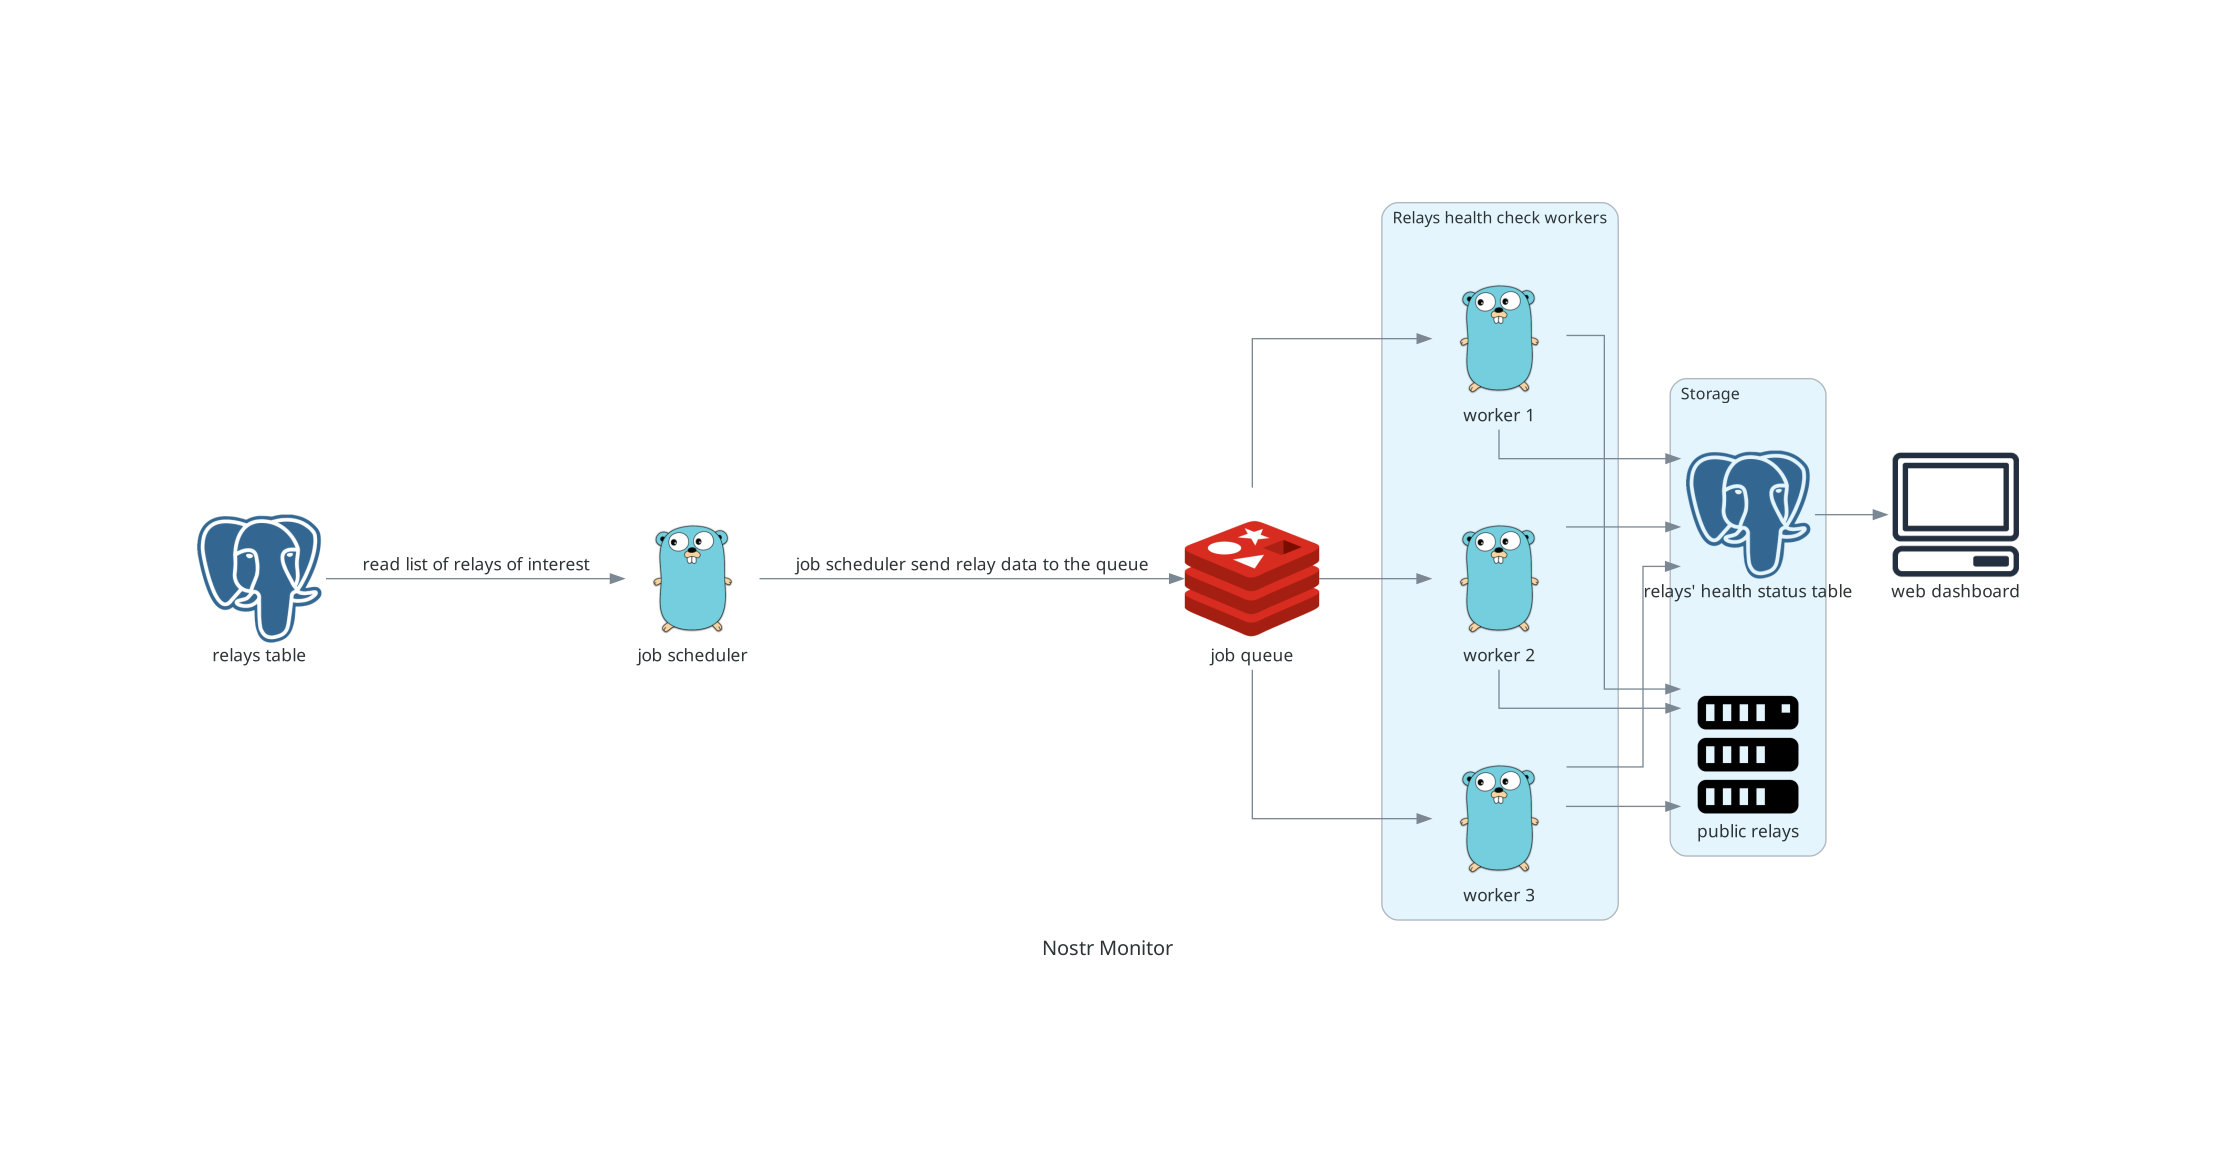 Relays health check workers
worker 1
Storage
read list of relays of interest
job scheduler send relay data to the queue
relays' health status table
web dashboard
relays table
job scheduler
job queue
worker 2
public relays
worker 3
Nostr Monitor